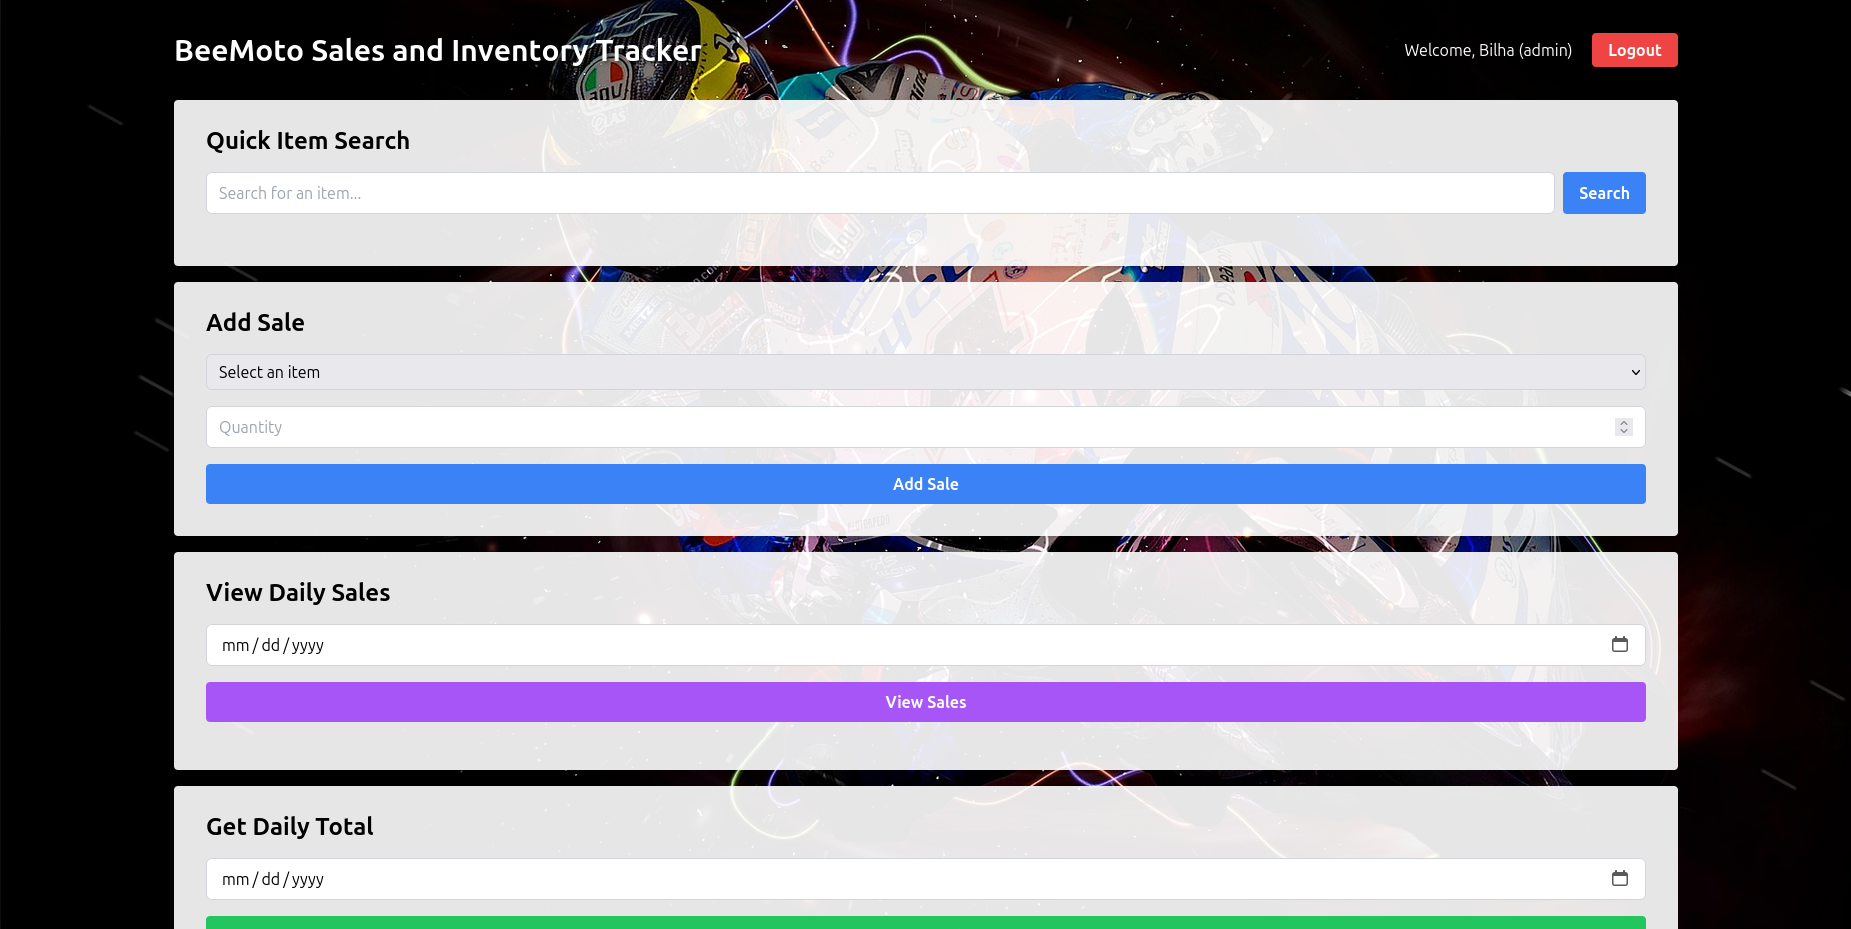 BeeMoto Sales and Inventory Tracker
Welcome, Bilha (admin)
Logout
Quick Item Search
Search for an item...
Search
Add Sale
Select an item
Quantity
Add Sale
View Daily Sales
mm / dd / yyyy
View Sales
Get Daily Total
mm / dd / yyyy